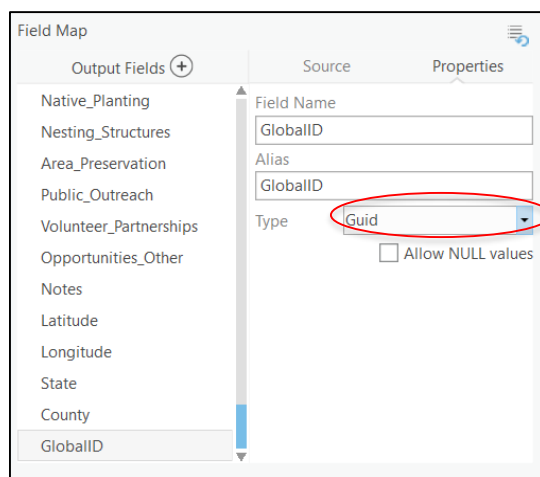 Field Map
Output Fields
Source
Properties
Native_Planting
Nesting_Structures
Area_Preservation
Public_Outreach
Volunteer_Partnerships
Opportunities_Other
Notes
Latitude
Longitude
State
County
GlobalID
Field Name
GlobalID
Alias
GlobalID
Type Guid
Allow NULL values